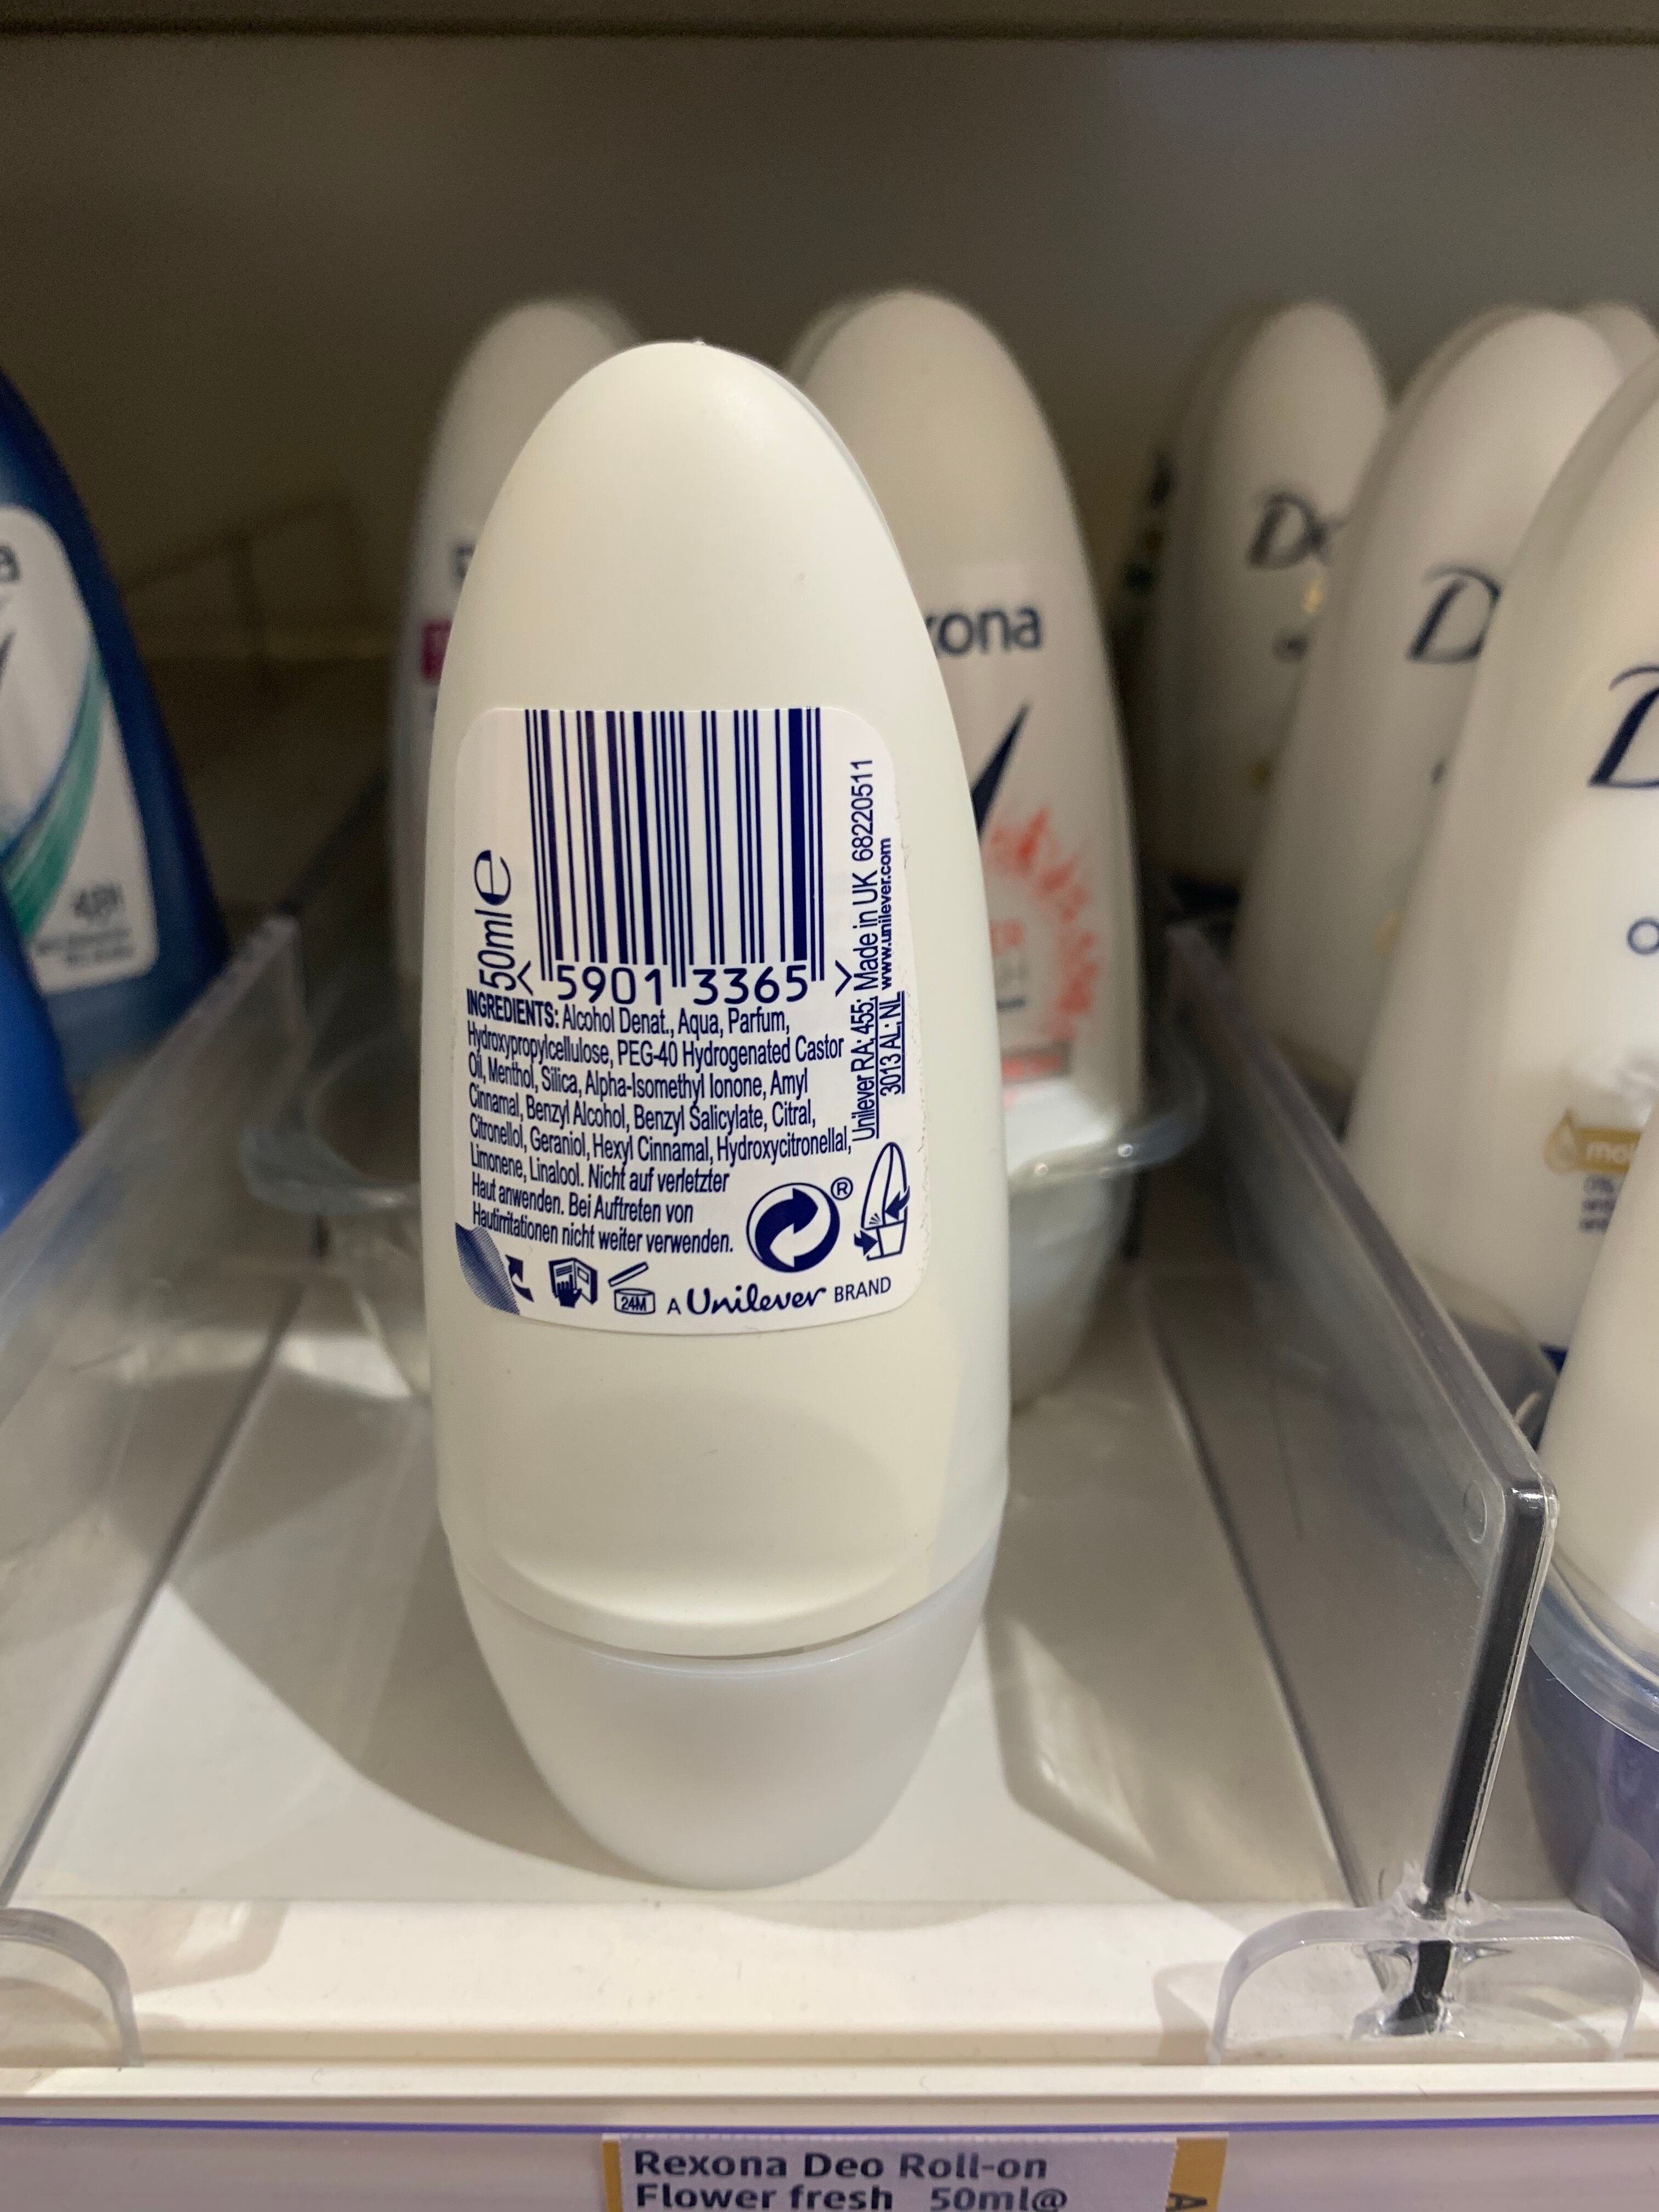 50ml e
<5901 3365>
INGREDIENTS: Alcohol Denat., Aqua, Parfum,
Hydroxypropylcellulose, PEG-40 Hydrogenated Castor
Oil, Menthol, Silica, Alpha-Isomethyl Ionone, Amyl
Cinnamal, Benzyl Alcohol, Benzyl Salicylate, Citral,
Citronellol, Geraniol, Hexyl Cinnamal, Hydroxycitronellal,
Limonene, Linalool. Nicht auf verletzter
Haut anwenden. Bei Auftreten von
Hautirritationen nicht weiter verwenden.
Unilever RA; 455; Made in UK 68220511
3013 AL; NL www.unilever.com
®
24M
A Unilever BRAND
xona
48H
D
Rexona Deo Roll-on
Flower fresh 50ml@
A